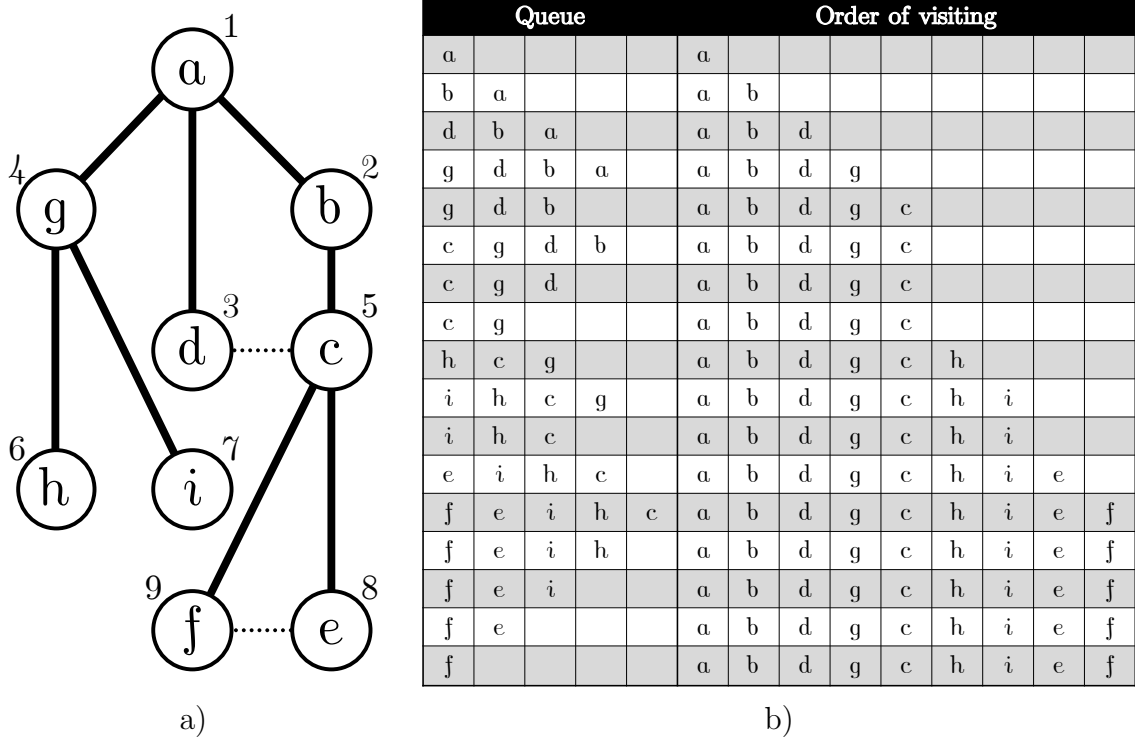 1
a
4
2
g
b
3
5
d
c
6
7
h
i
9
8
f
e
a)
Queue Order of visiting
a a
b a a b
d b a a b d
g d b a a b d g
g d b a b d g c
c g d b a b d g c
c g d a b d g c
c g a b d g c
h c g a b d g c h
i h c g a b d g c h i
i h c a b d g c h i
e i h c a b d g c h i e
f e i h c a b d g c h i e f
f e i h a b d g c h i e f
f e i a b d g c h i e f
f e a b d g c h i e f
f a b d g c h i e f
b)